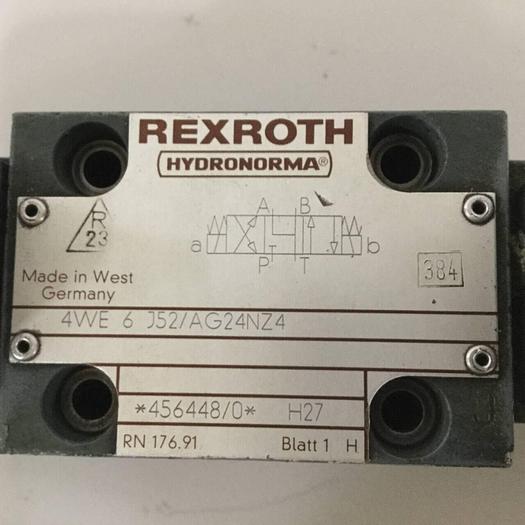 REXROTH
HYDRONORMA®
R
23
A B
a b
P T
384
Made in West
Germany
4WE 6 J52/AG24NZ4
*456448/0* H27
RN 176.91 Blatt 1 H